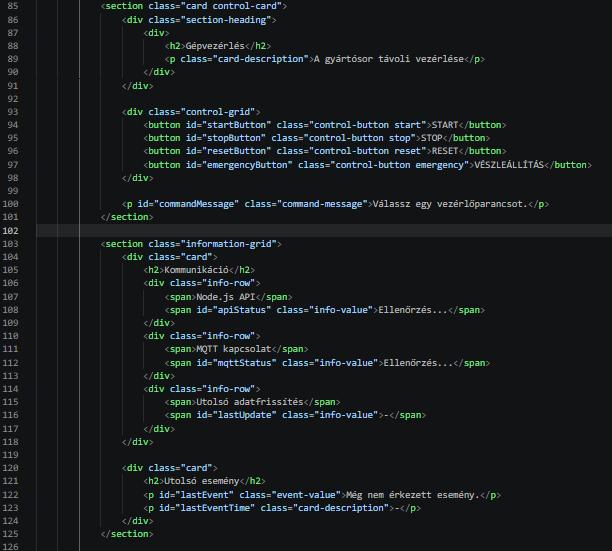 85 <section class="card control-card">
86 <div class="section-heading">
87 <div>
88 <h2>Gépvezérlés</h2>
89 <p class="card-description">A gyártósor távoli vezérlése</p>
90 </div>
91 </div>
92
93 <div class="control-grid">
94 <button id="startButton" class="control-button start">START</button>
95 <button id="stopButton" class="control-button stop">STOP</button>
96 <button id="resetButton" class="control-button reset">RESET</button>
97 <button id="emergencyButton" class="control-button emergency">VÉSZLEÁLLÍTÁS</button>
98 </div>
99
100 <p id="commandMessage" class="command-message">Válassz egy vezérlőparancsot.</p>
101 </section>
102
103 <section class="information-grid">
104 <div class="card">
105 <h2>Kommunikáció</h2>
106 <div class="info-row">
107 <span>Node.js API</span>
108 <span id="apiStatus" class="info-value">Ellenőrzés...</span>
109 </div>
110 <div class="info-row">
111 <span>MQTT kapcsolat</span>
112 <span id="mqttStatus" class="info-value">Ellenőrzés...</span>
113 </div>
114 <div class="info-row">
115 <span>Utolsó adatfrissítés</span>
116 <span id="lastUpdate" class="info-value">-</span>
117 </div>
118 </div>
119
120 <div class="card">
121 <h2>Utolsó esemény</h2>
122 <p id="lastEvent" class="event-value">Még nem érkezett esemény.</p>
123 <p id="lastEventTime" class="card-description">-</p>
124 </div>
125 </section>
126